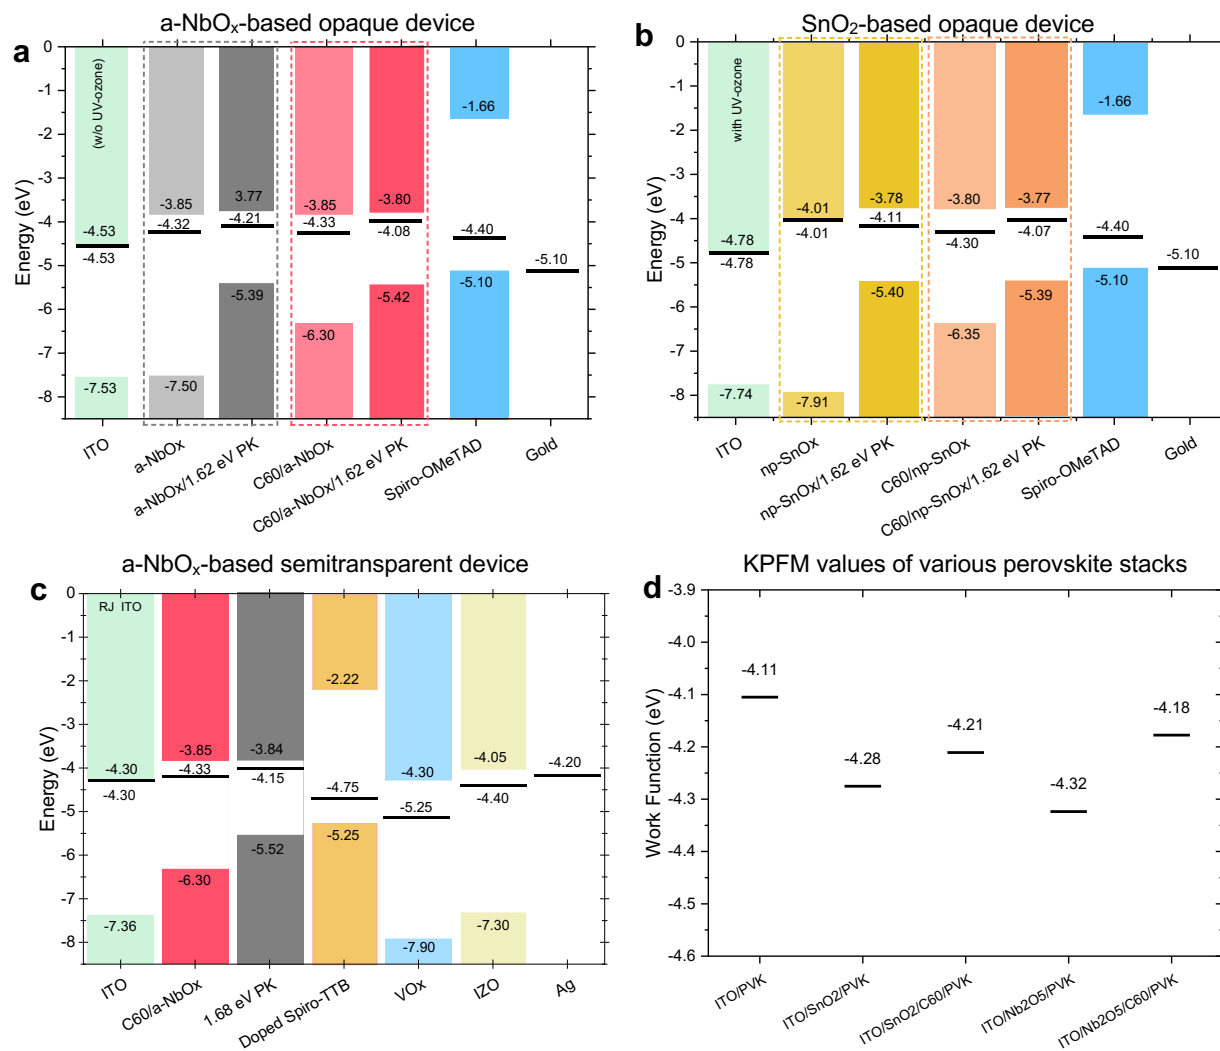 a-NbOₓ-based opaque device
a
Energy (eV)
0
-1
-2
-3
-4
-5
-6
-7
-8
(w/o UV-ozone)
-4.53
-4.53
-7.53
-3.85
-4.32
-7.50
3.77
-4.21
-5.39
-3.85
-4.33
-6.30
-3.80
-4.08
-5.42
-1.66
-4.40
-5.10
-5.10
ITO
a-NbOx
a-NbOx/1.62 eV PK
C60/a-NbOx
C60/a-NbOx/1.62 eV PK
Spiro-OMeTAD
Gold
SnO₂-based opaque device
b
Energy (eV)
0
-1
-2
-3
-4
-5
-6
-7
-8
with UV-ozone
-4.78
-4.78
-7.74
-4.01
-4.01
-7.91
-3.78
-4.11
-5.40
-3.80
-4.30
-6.35
-3.77
-4.07
-5.39
-1.66
-4.40
-5.10
-5.10
ITO
np-SnOx
np-SnOx/1.62 eV PK
C60/np-SnOx
C60/np-SnOx/1.62 eV PK
Spiro-OMeTAD
Gold
a-NbOₓ-based semitransparent device
c
Energy (eV)
0
-1
-2
-3
-4
-5
-6
-7
-8
RJ ITO
-4.30
-4.30
-7.36
-3.85
-4.33
-6.30
-3.84
-4.15
-5.52
-2.22
-4.75
-5.25
-4.30
-5.25
-7.90
-4.05
-4.40
-7.30
-4.20
ITO
C60/a-NbOx
1.68 eV PK
Doped Spiro-TTB
VOx
IZO
Ag
KPFM values of various perovskite stacks
d
Work Function (eV)
-3.9
-4.0
-4.1
-4.2
-4.3
-4.4
-4.5
-4.6
-4.11
-4.28
-4.21
-4.32
-4.18
ITO/PVK
ITO/SnO2/PVK
ITO/SnO2/C60/PVK
ITO/Nb2O5/PVK
ITO/Nb2O5/C60/PVK